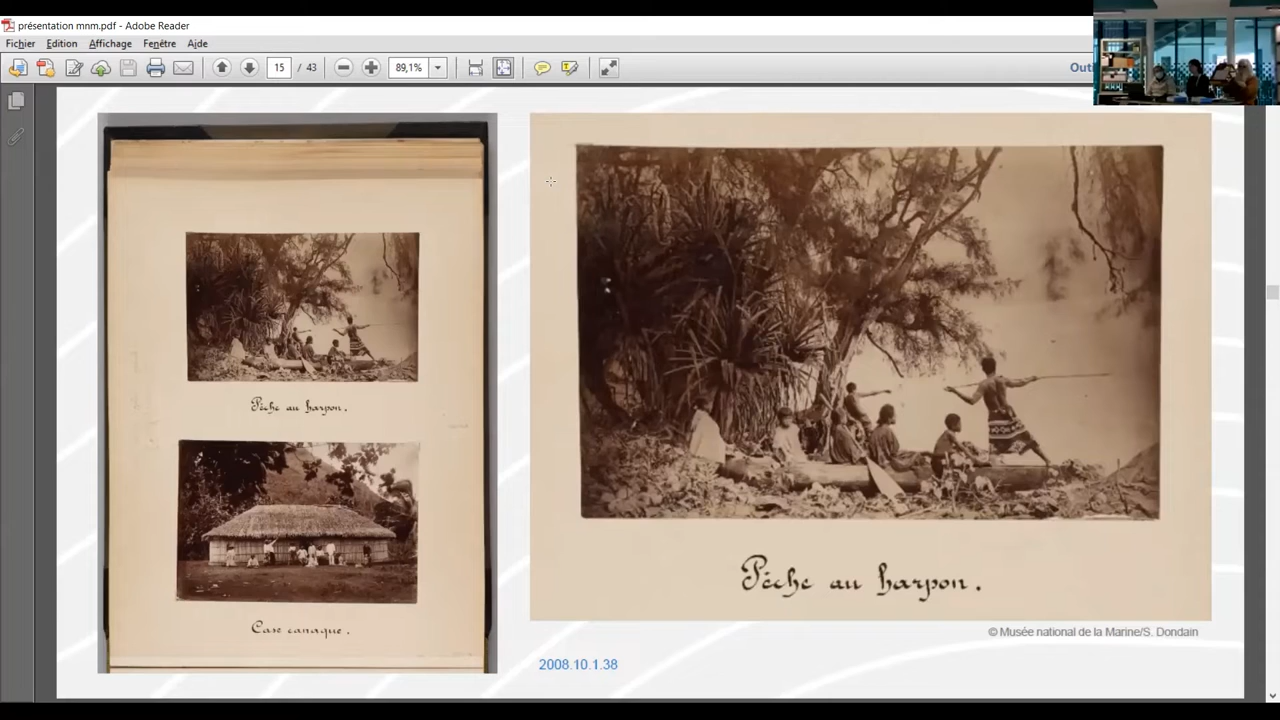 présentation mnm.pdf - Adobe Reader
Fichier Edition Affichage Fenêtre Aide
15 / 43 89,1%
Pêche au harpon.
Case canaque.
Pêche au harpon.
© Musée national de la Marine/S. Dondain
2008.10.1.38